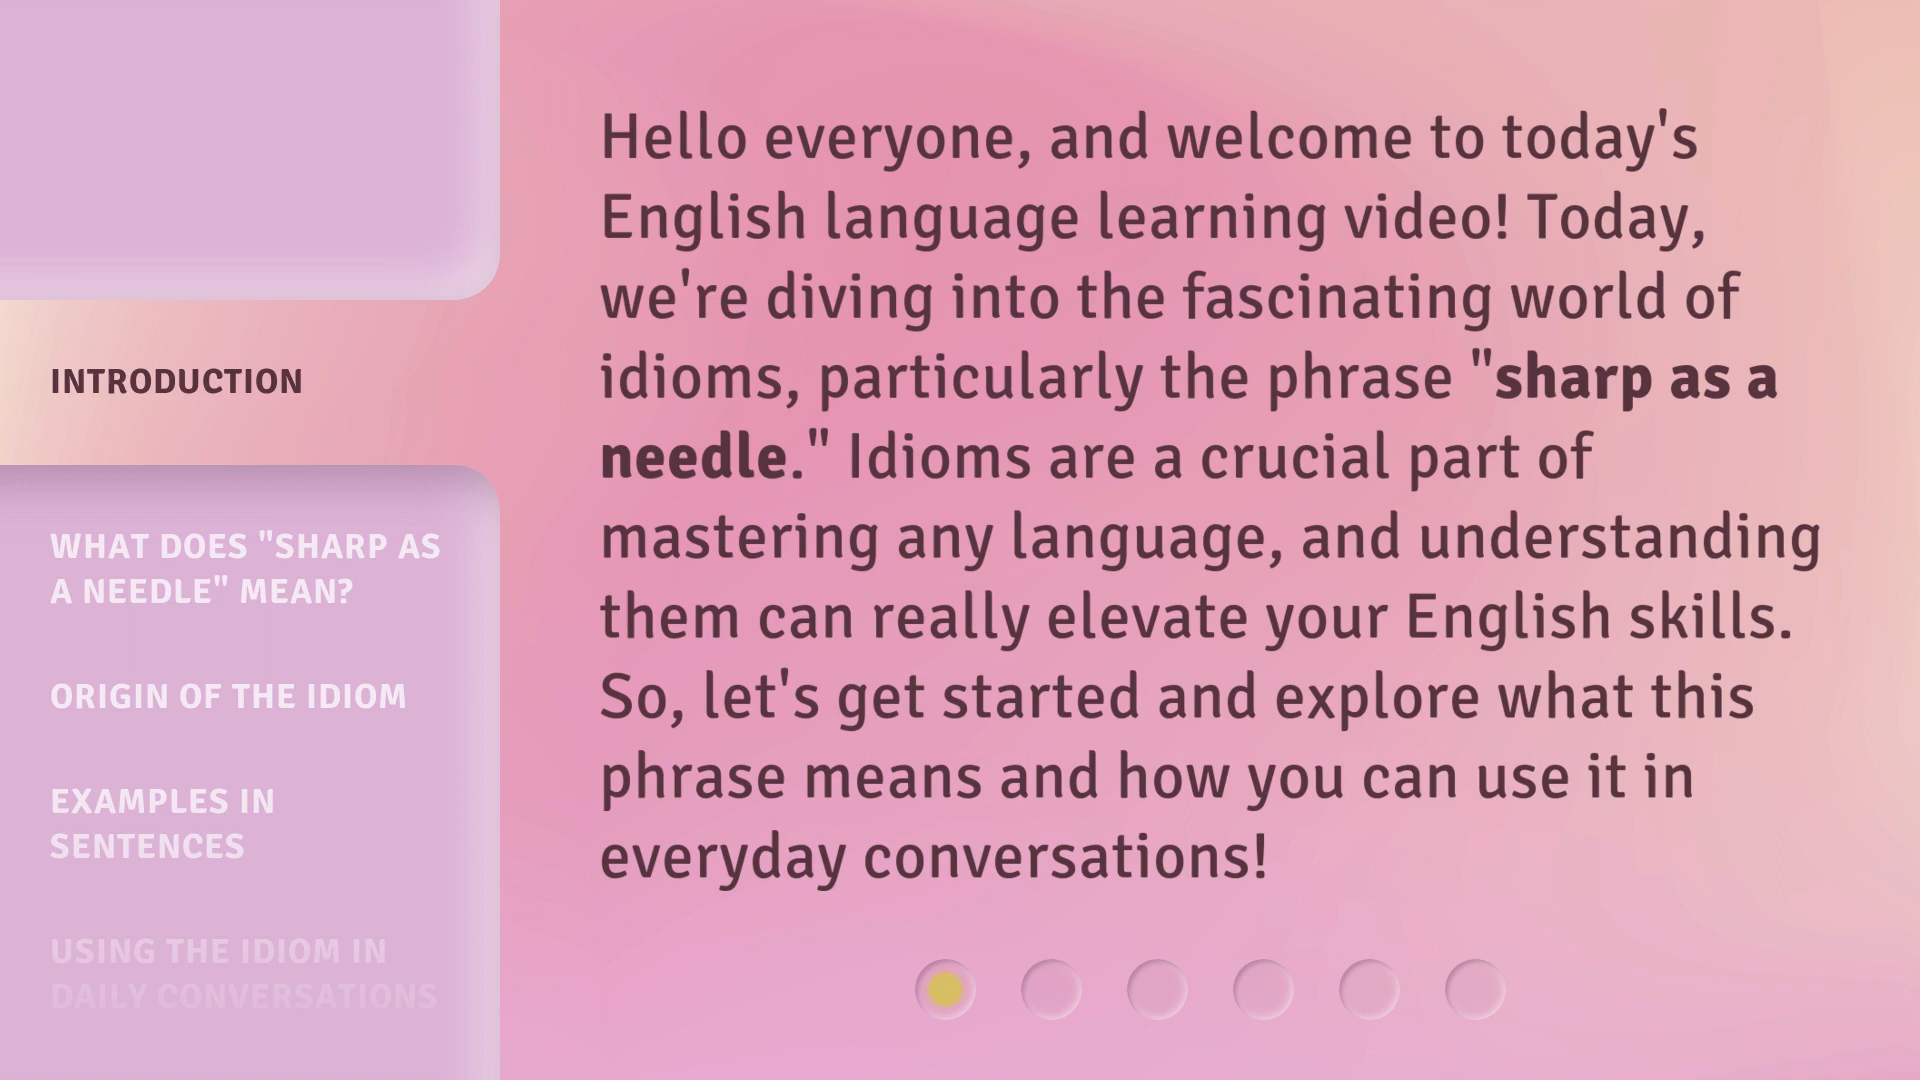 INTRODUCTION
WHAT DOES "SHARP AS
A NEEDLE" MEAN?
ORIGIN OF THE IDIOM
EXAMPLES IN
SENTENCES
USING THE IDIOM IN
DAILY CONVERSATIONS
Hello everyone, and welcome to today's
English language learning video! Today,
we're diving into the fascinating world of
idioms, particularly the phrase "sharp as a
needle." Idioms are a crucial part of
mastering any language, and understanding
them can really elevate your English skills.
So, let's get started and explore what this
phrase means and how you can use it in
everyday conversations!